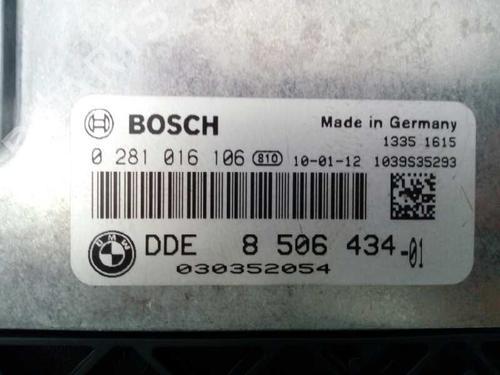 BOSCH
Made in Germany
1335 1615
0 281 016 106 810 10-01-12 1039S35293
BMW DDE 8 506 434-01
030352054